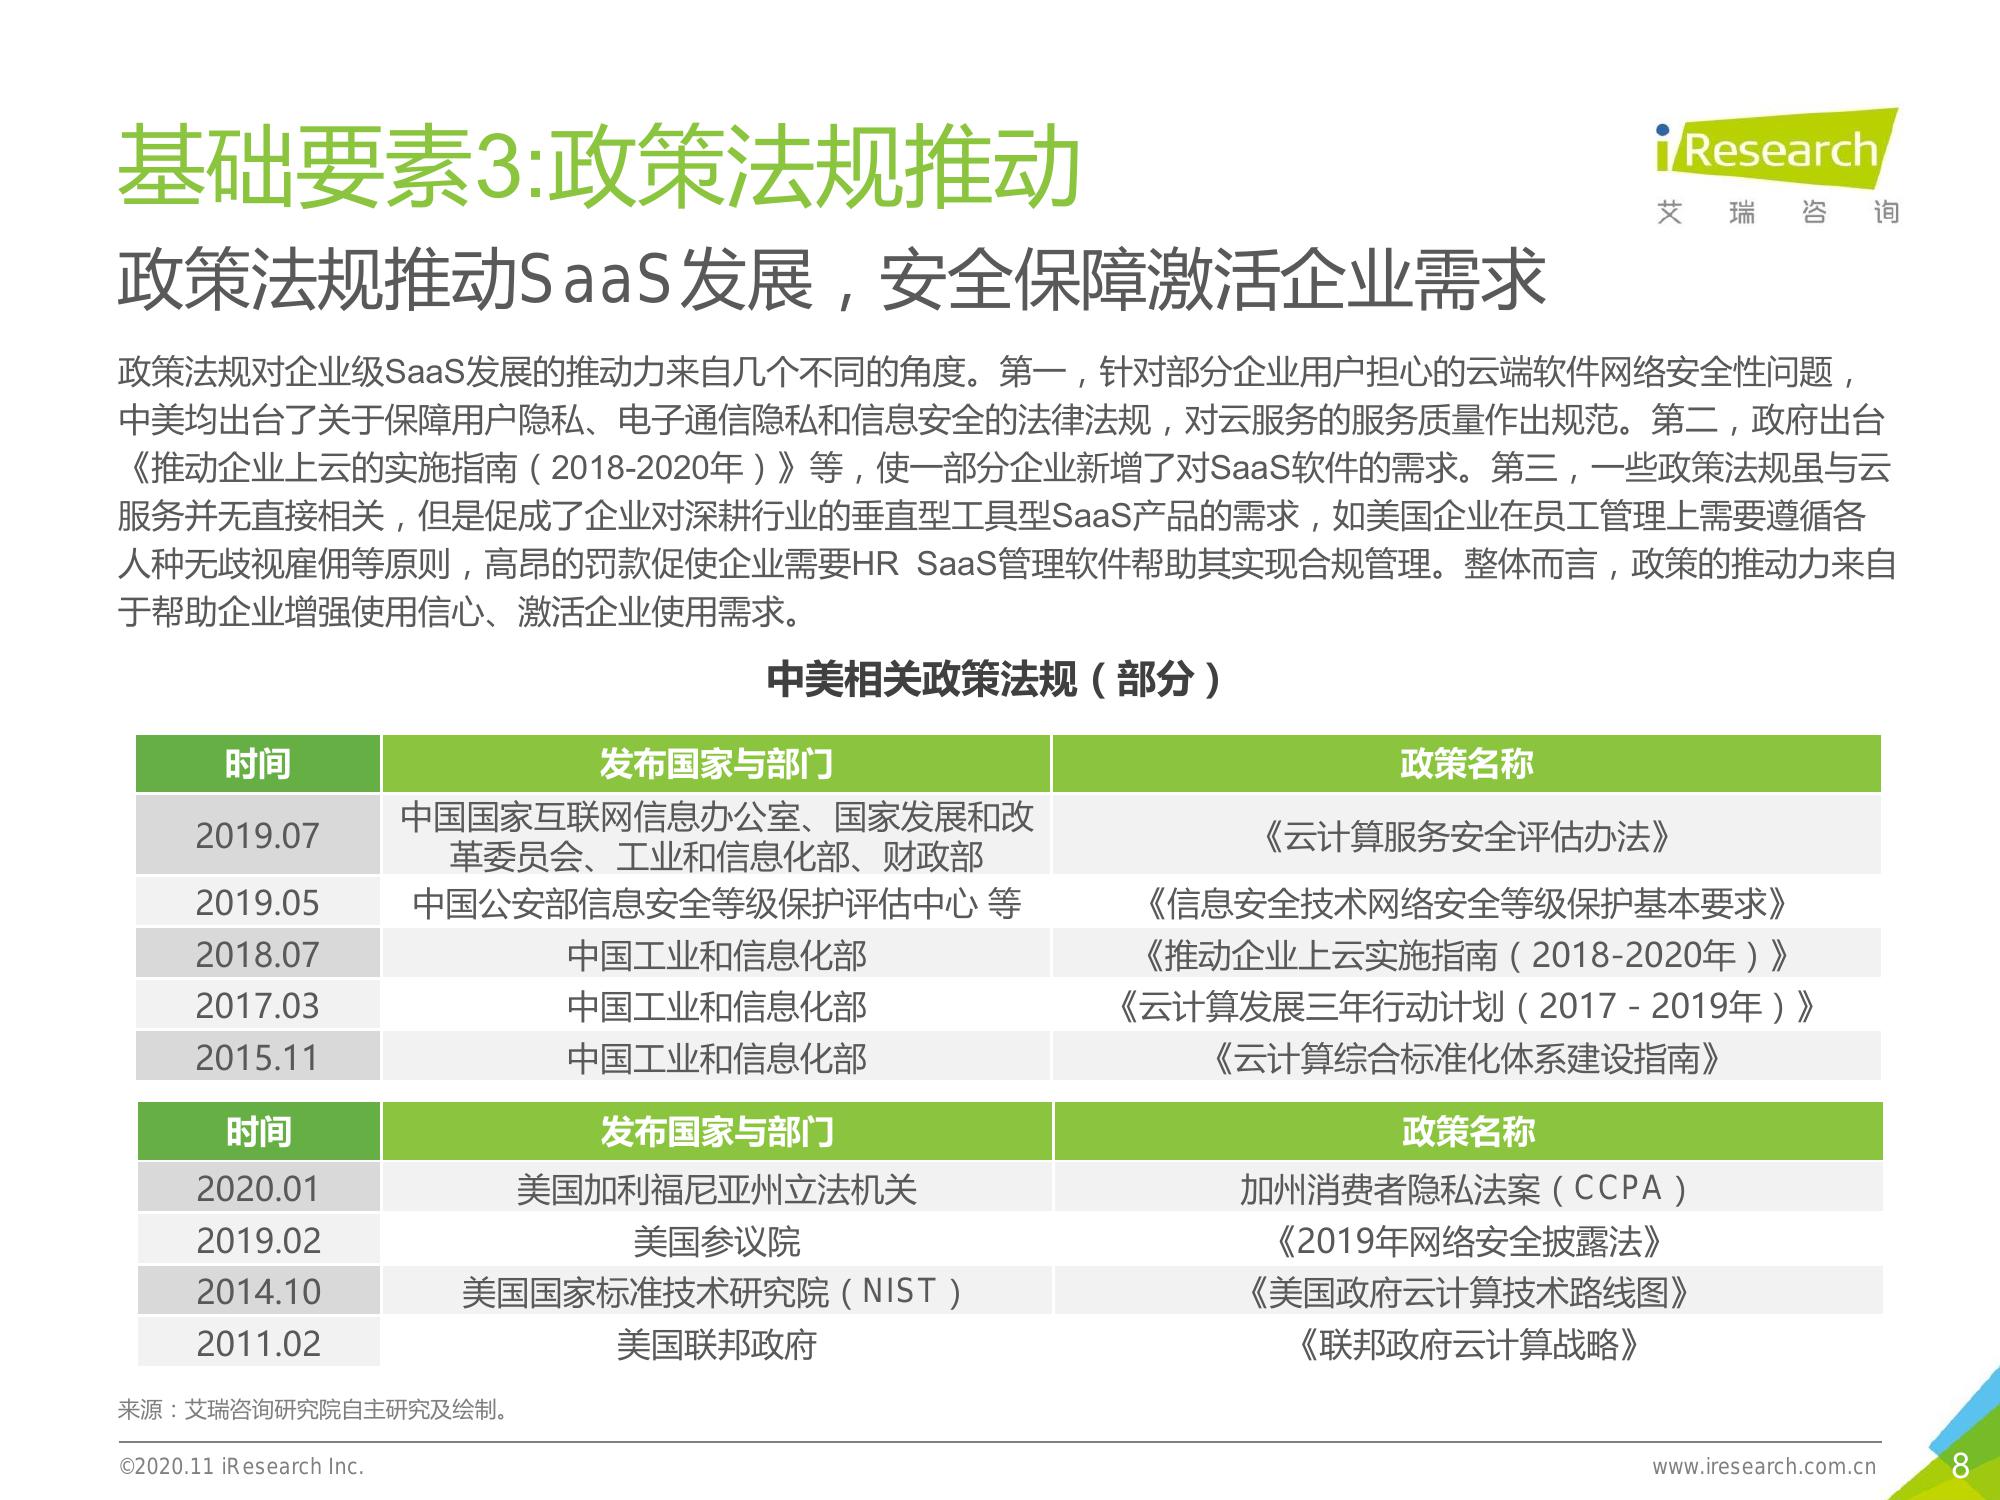 基础要素3:政策法规推动
iResearch
艾瑞咨询
政策法规推动SaaS发展，安全保障激活企业需求
政策法规对企业级SaaS发展的推动力来自几个不同的角度。第一，针对部分企业用户担心的云端软件网络安全性问题，
中美均出台了关于保障用户隐私、电子通信隐私和信息安全的法律法规，对云服务的服务质量作出规范。第二，政府出台
《推动企业上云的实施指南（2018-2020年）》等，使一部分企业新增了对SaaS软件的需求。第三，一些政策法规虽与云
服务并无直接相关，但是促成了企业对深耕行业的垂直型工具型SaaS产品的需求，如美国企业在员工管理上需要遵循各
人种无歧视雇佣等原则，高昂的罚款促使企业需要HR SaaS管理软件帮助其实现合规管理。整体而言，政策的推动力来自
于帮助企业增强使用信心、激活企业使用需求。
中美相关政策法规（部分）
时间 发布国家与部门 政策名称
2019.07 中国国家互联网信息办公室、国家发展和改革委员会、工业和信息化部、财政部 《云计算服务安全评估办法》
2019.05 中国公安部信息安全等级保护评估中心 等 《信息安全技术网络安全等级保护基本要求》
2018.07 中国工业和信息化部 《推动企业上云实施指南（2018-2020年）》
2017.03 中国工业和信息化部 《云计算发展三年行动计划（2017 - 2019年）》
2015.11 中国工业和信息化部 《云计算综合标准化体系建设指南》
时间 发布国家与部门 政策名称
2020.01 美国加利福尼亚州立法机关 加州消费者隐私法案（CCPA）
2019.02 美国参议院 《2019年网络安全披露法》
2014.10 美国国家标准技术研究院（NIST） 《美国政府云计算技术路线图》
2011.02 美国联邦政府 《联邦政府云计算战略》
来源：艾瑞咨询研究院自主研究及绘制。
©2020.11 iResearch Inc. www.iresearch.com.cn 8